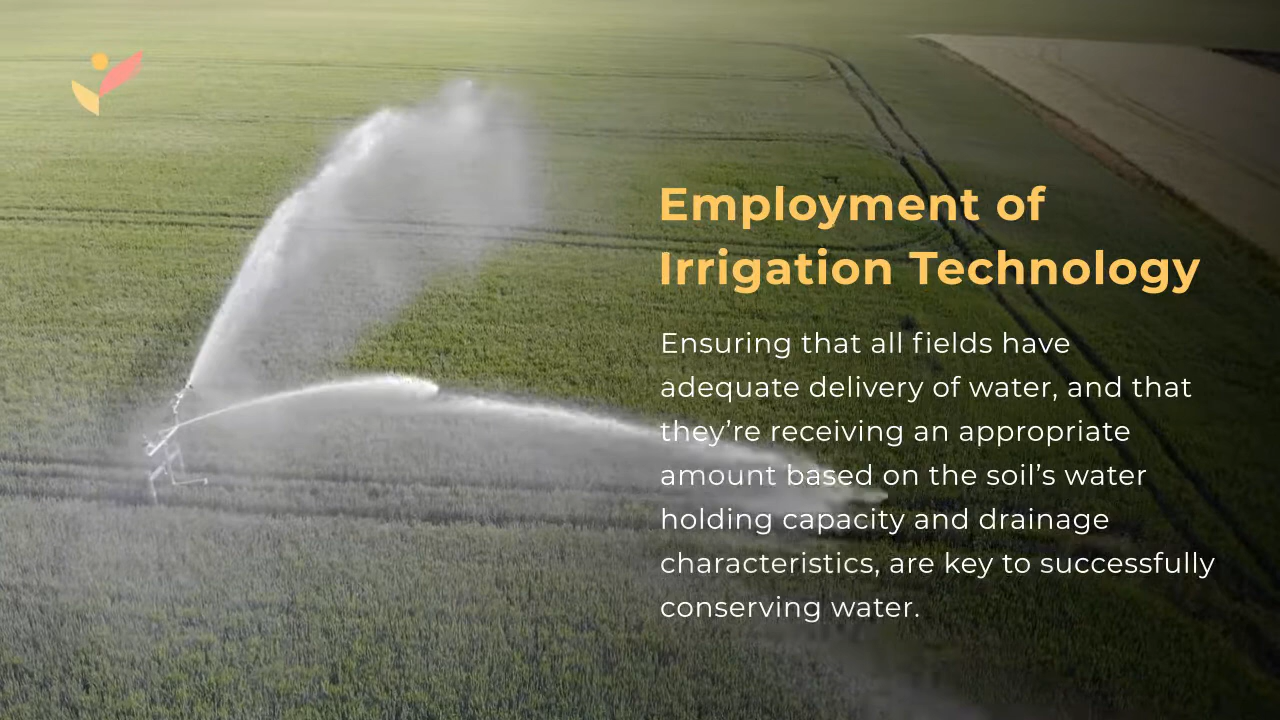 Employment of
Irrigation Technology
Ensuring that all fields have
adequate delivery of water, and that
they’re receiving an appropriate
amount based on the soil’s water
holding capacity and drainage
characteristics, are key to successfully
conserving water.